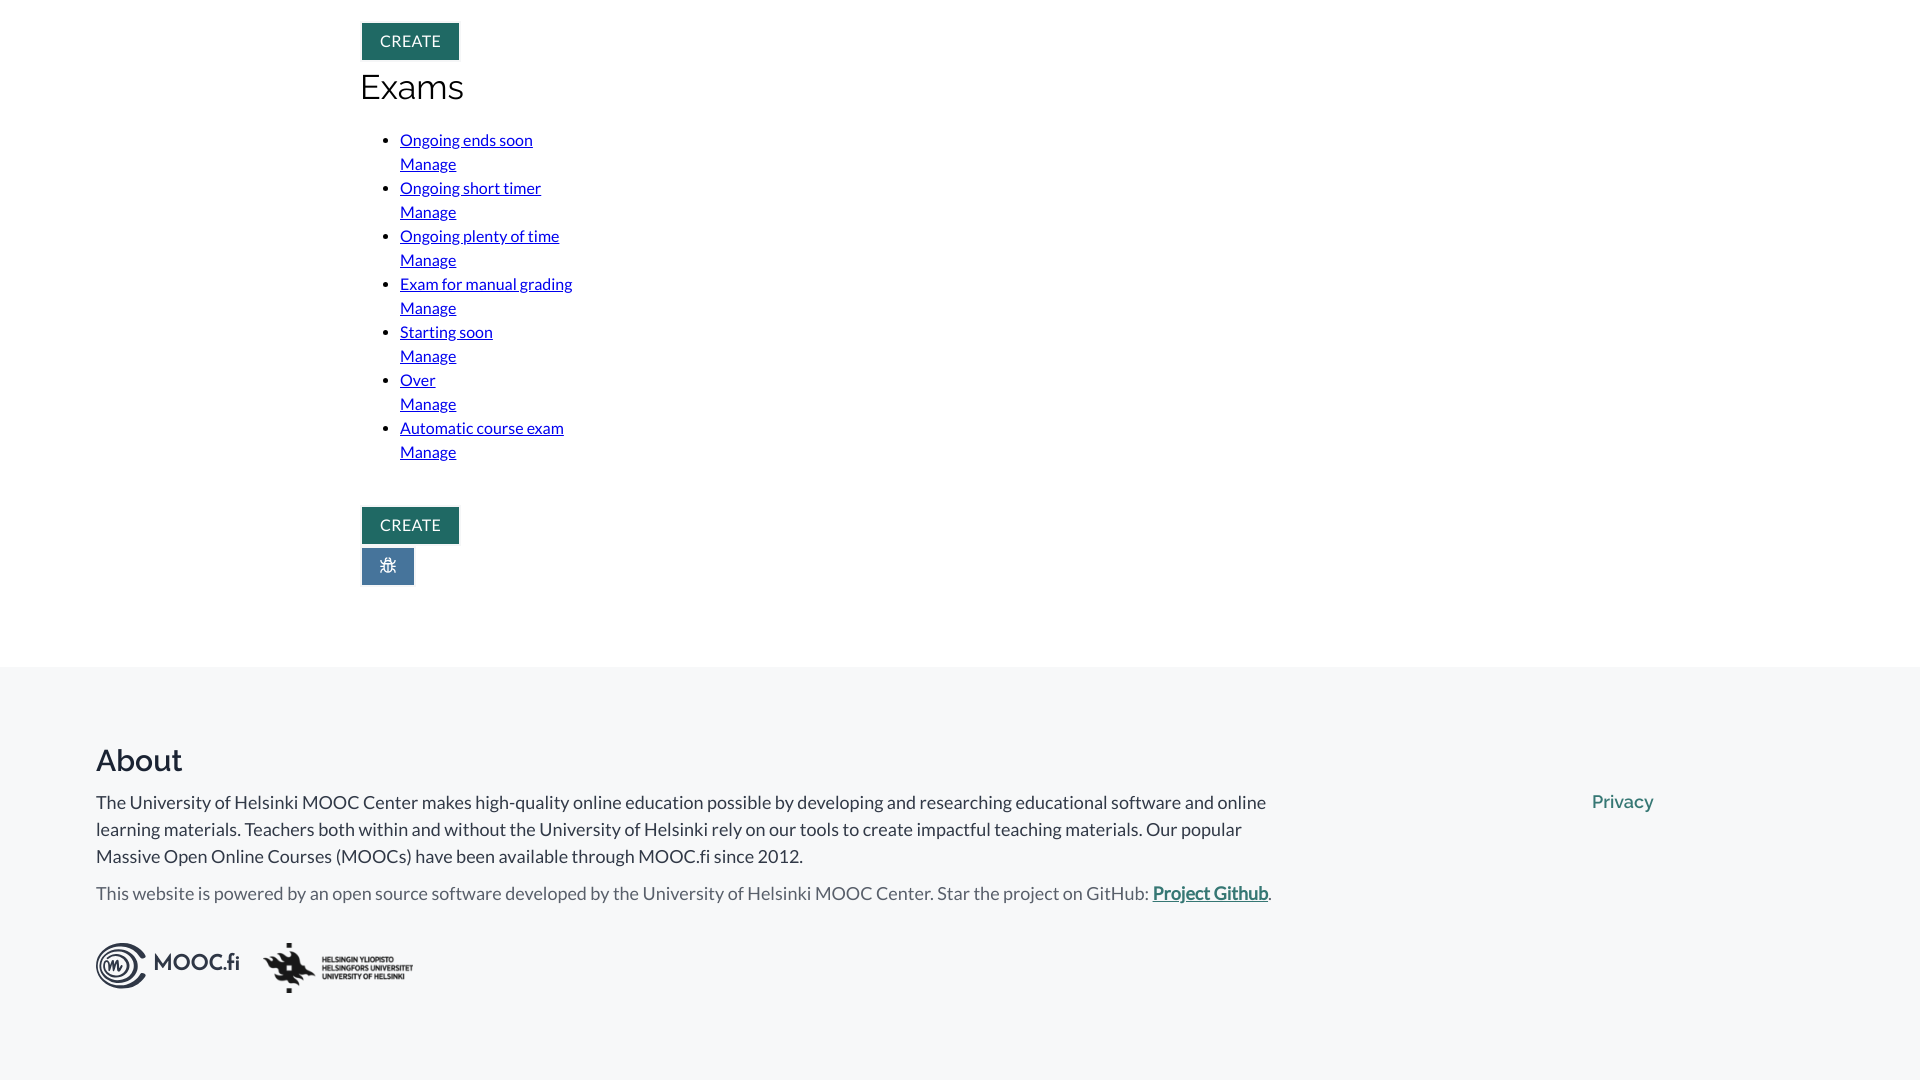 CREATE
Exams
Ongoing ends soon
Manage
Ongoing short timer
Manage
Ongoing plenty of time
Manage
Exam for manual grading
Manage
Starting soon
Manage
Over
Manage
Automatic course exam
Manage
CREATE
About
The University of Helsinki MOOC Center makes high-quality online education possible by developing and researching educational software and online
learning materials. Teachers both within and without the University of Helsinki rely on our tools to create impactful teaching materials. Our popular
Massive Open Online Courses (MOOCs) have been available through MOOC.fi since 2012.
Privacy
This website is powered by an open source software developed by the University of Helsinki MOOC Center. Star the project on GitHub: Project Github.
MOOC.fi
HELSINGIN YLIOPISTO
HELSINGFORS UNIVERSITET
UNIVERSITY OF HELSINKI